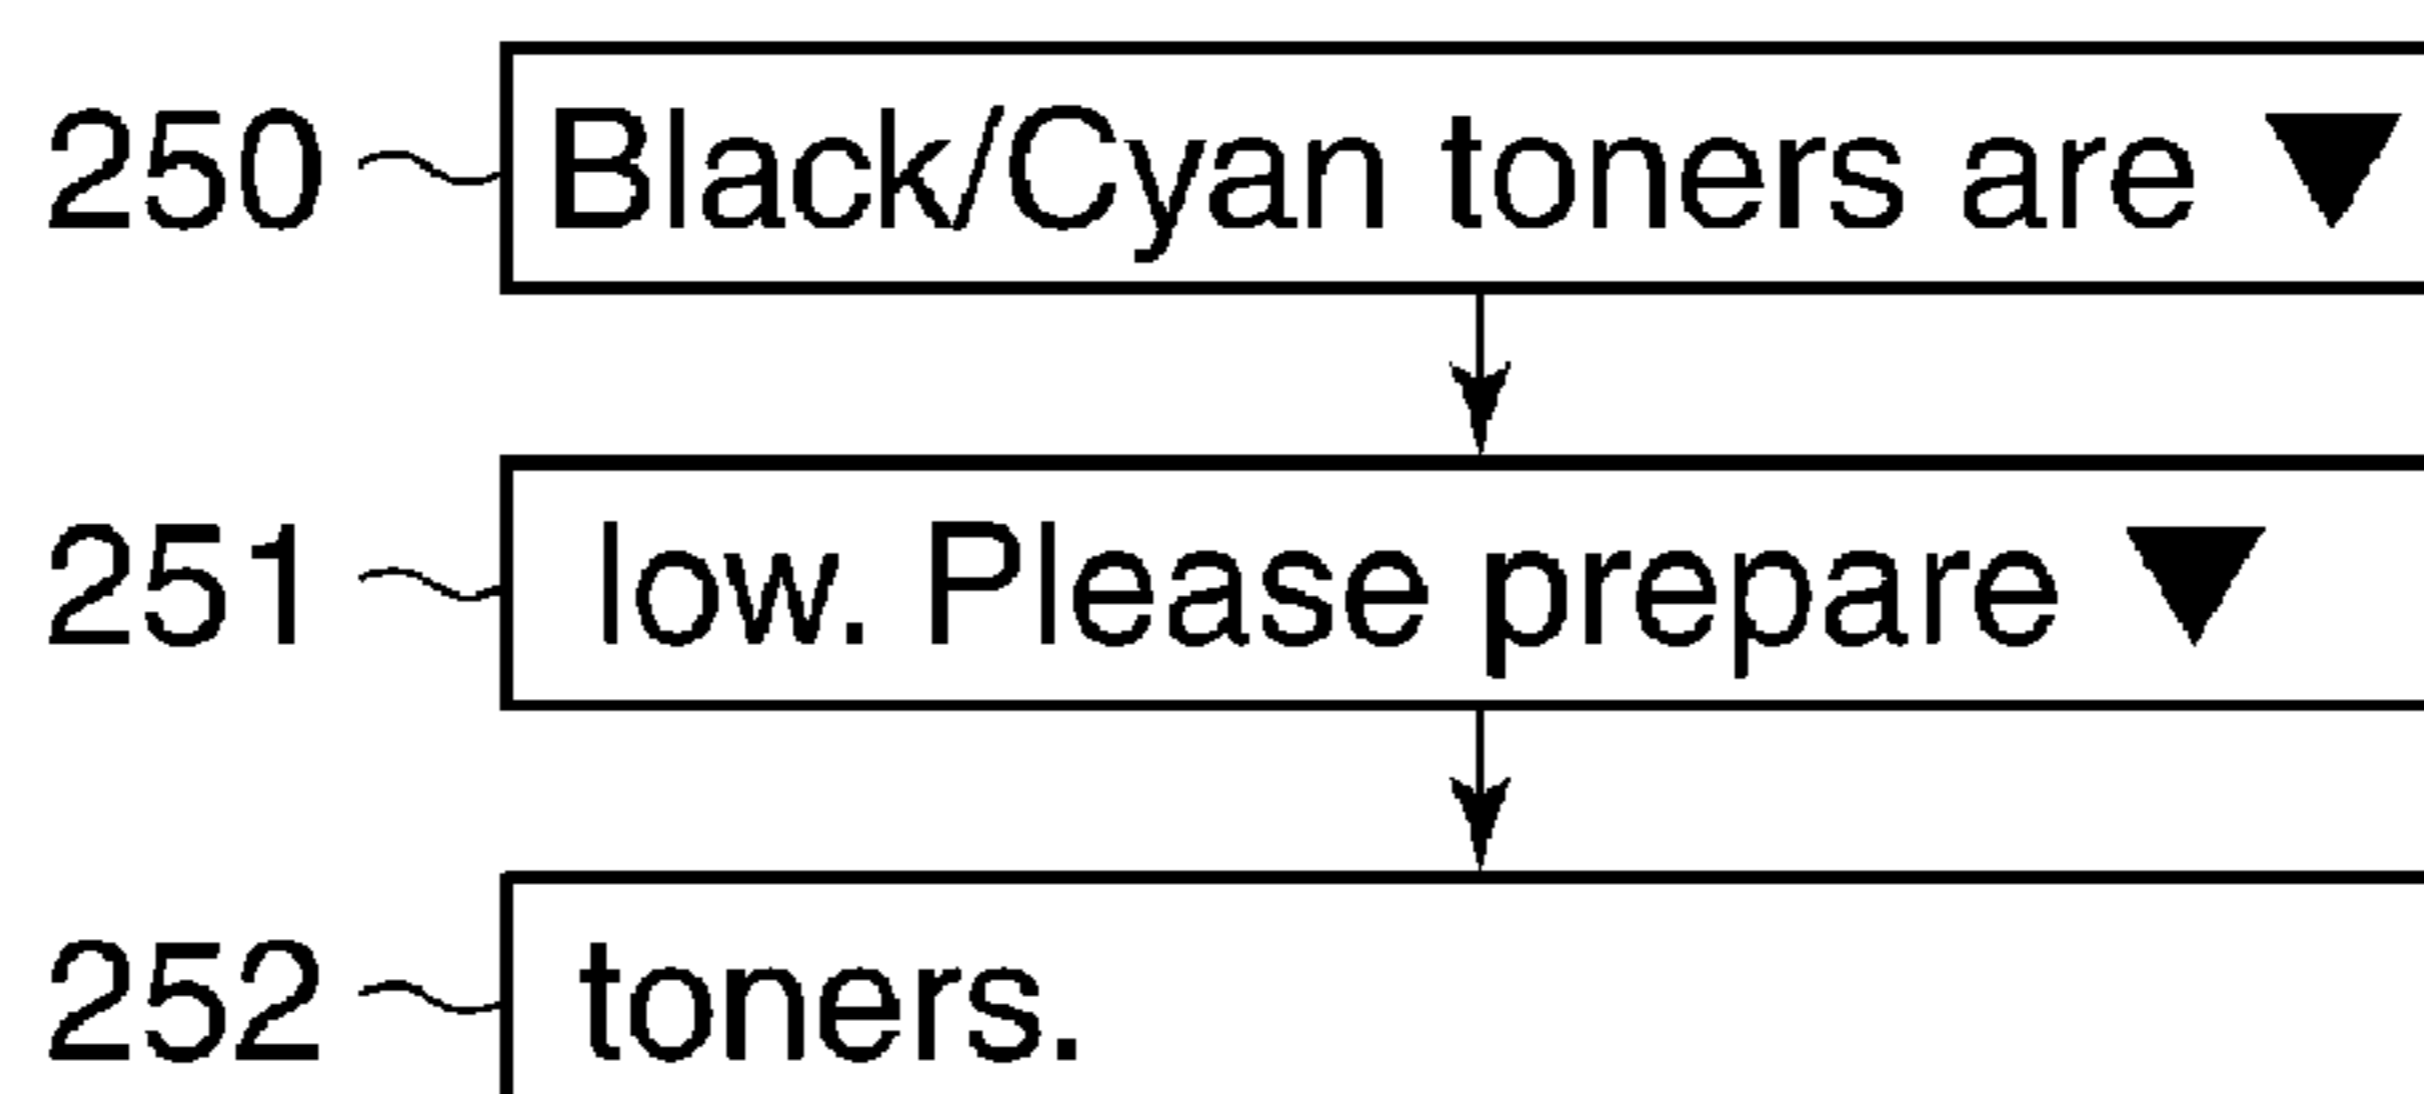 250 Black/Cyan toners are ▼
251 low. Please prepare ▼
252 toners.